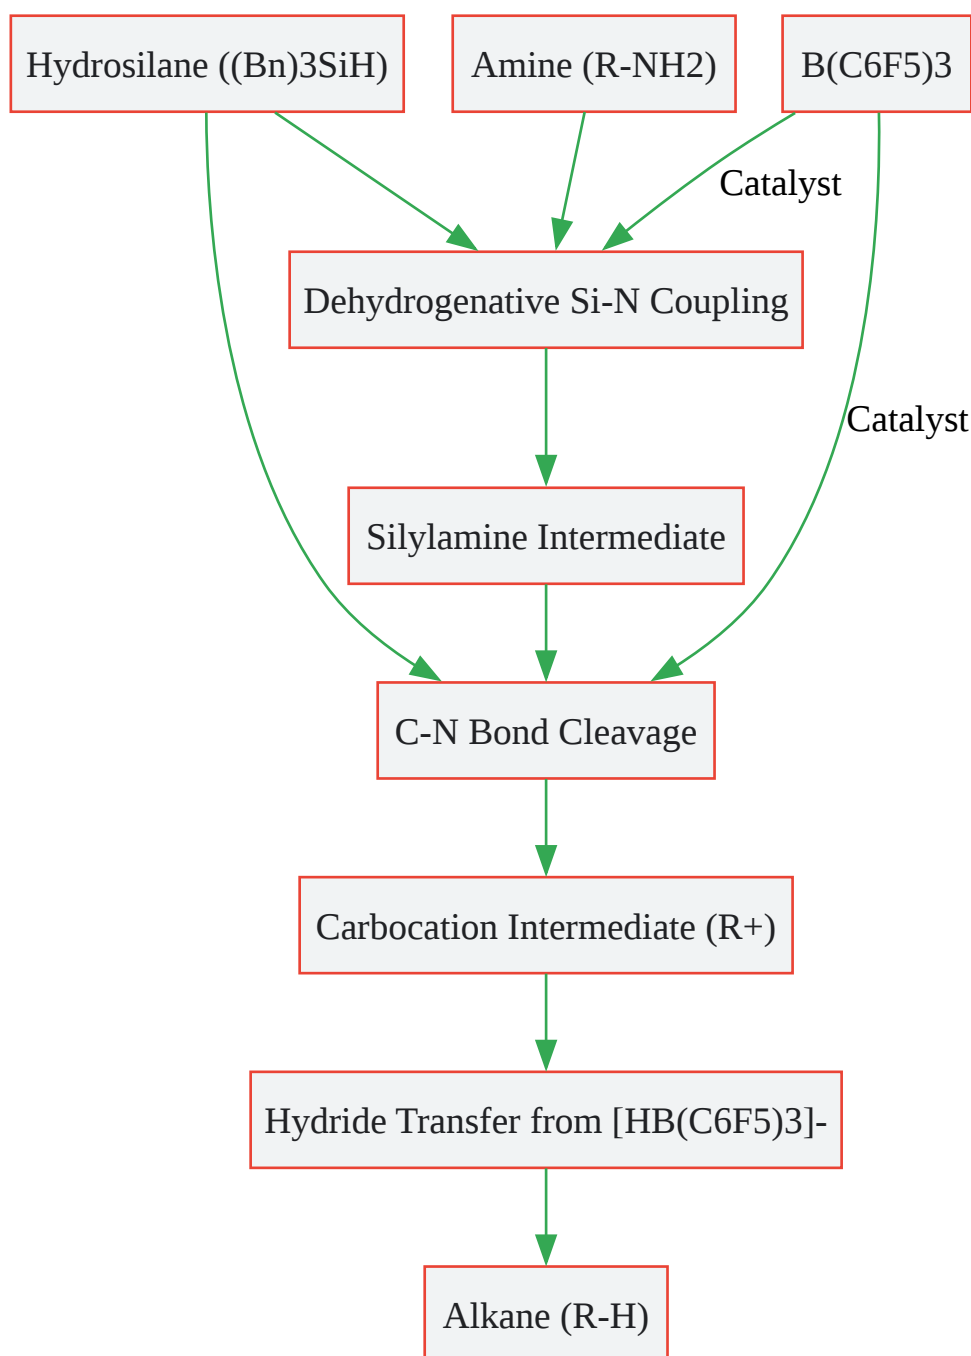 Hydrosilane ((Bn)3SiH)
Amine (R-NH2)
B(C6F5)3
Catalyst
Dehydrogenative Si-N Coupling
Catalyst
Silylamine Intermediate
C-N Bond Cleavage
Carbocation Intermediate (R+)
Hydride Transfer from [HB(C6F5)3]-
Alkane (R-H)